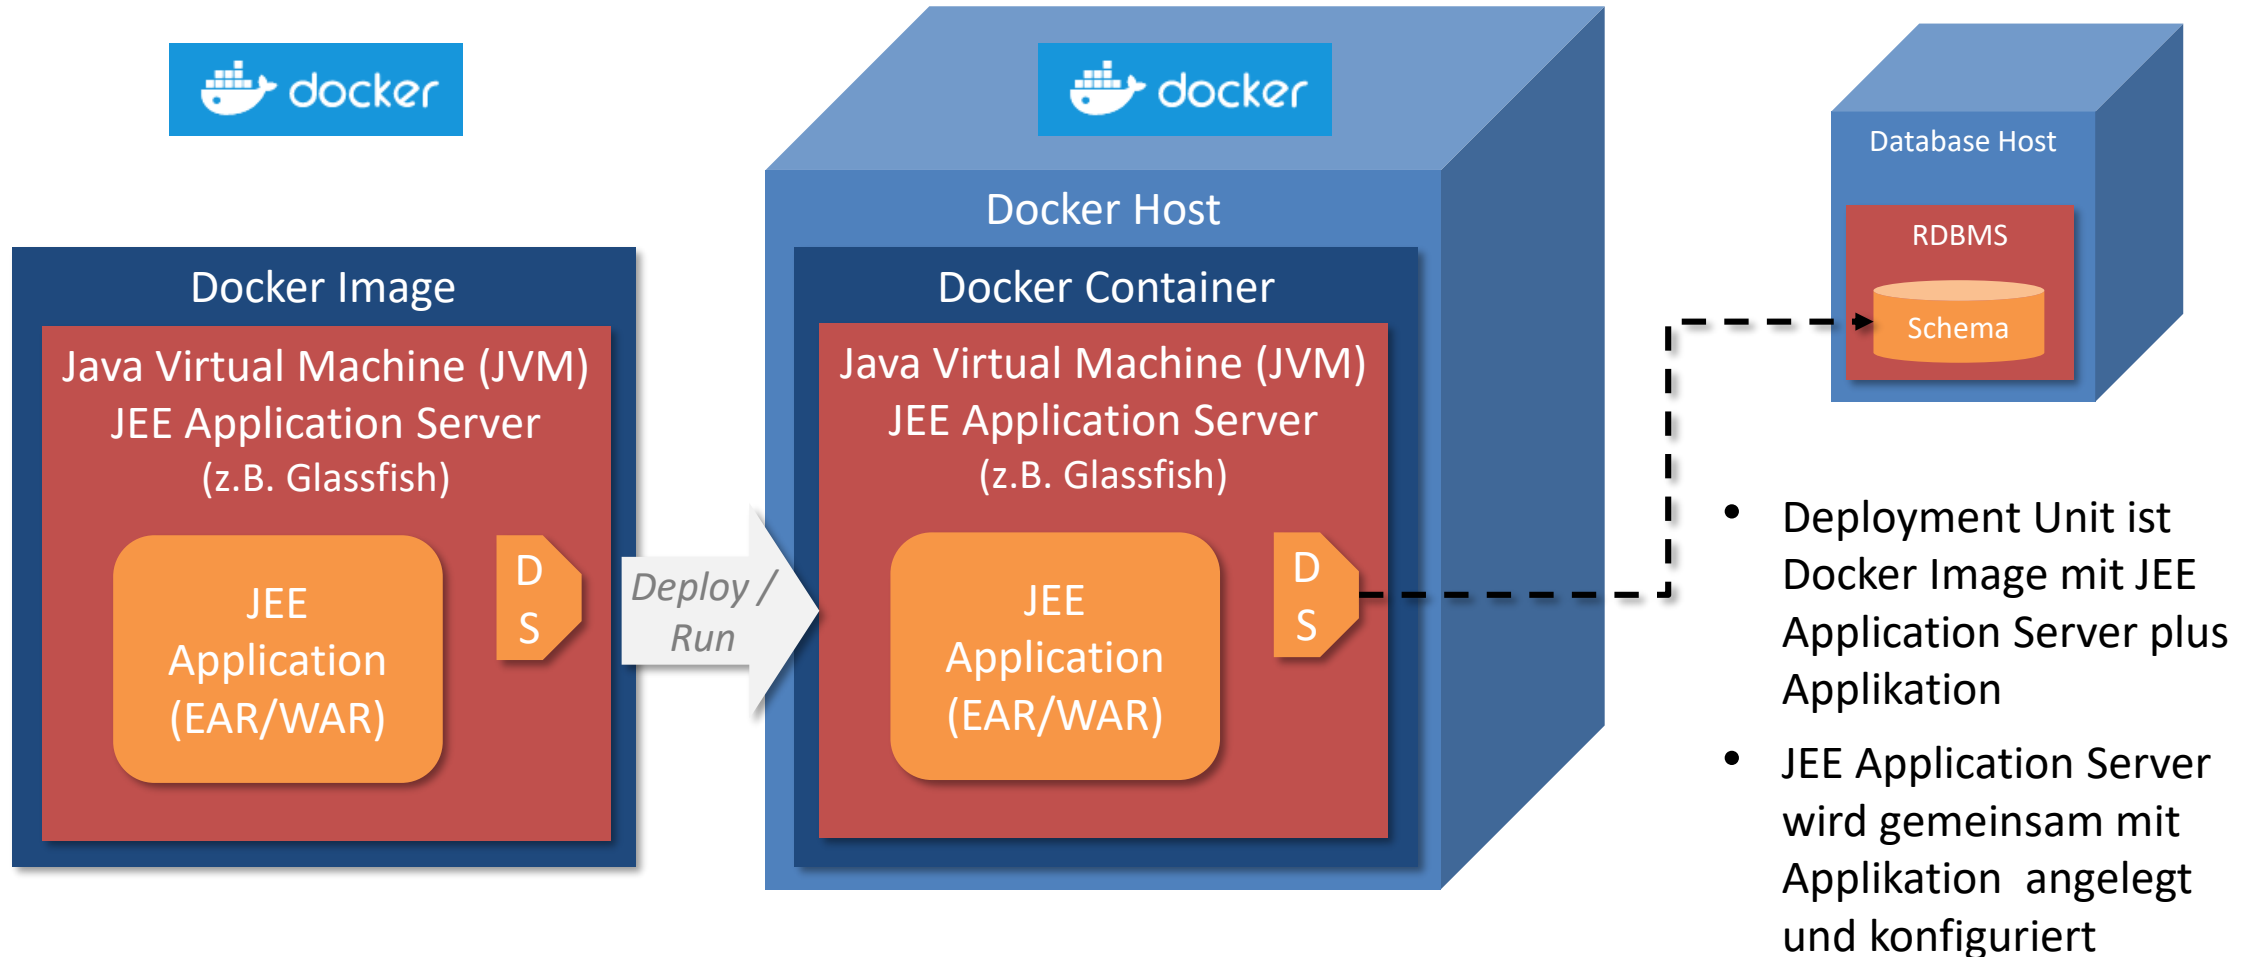 docker
Docker Image
Java Virtual Machine (JVM)
JEE Application Server
(z.B. Glassfish)
JEE
Application
(EAR/WAR)
D
S
Deploy /
Run
docker
Docker Host
Docker Container
Java Virtual Machine (JVM)
JEE Application Server
(z.B. Glassfish)
JEE
Application
(EAR/WAR)
D
S
Database Host
RDBMS
Schema
• Deployment Unit ist
Docker Image mit JEE
Application Server plus
Applikation
• JEE Application Server
wird gemeinsam mit
Applikation angelegt
und konfiguriert